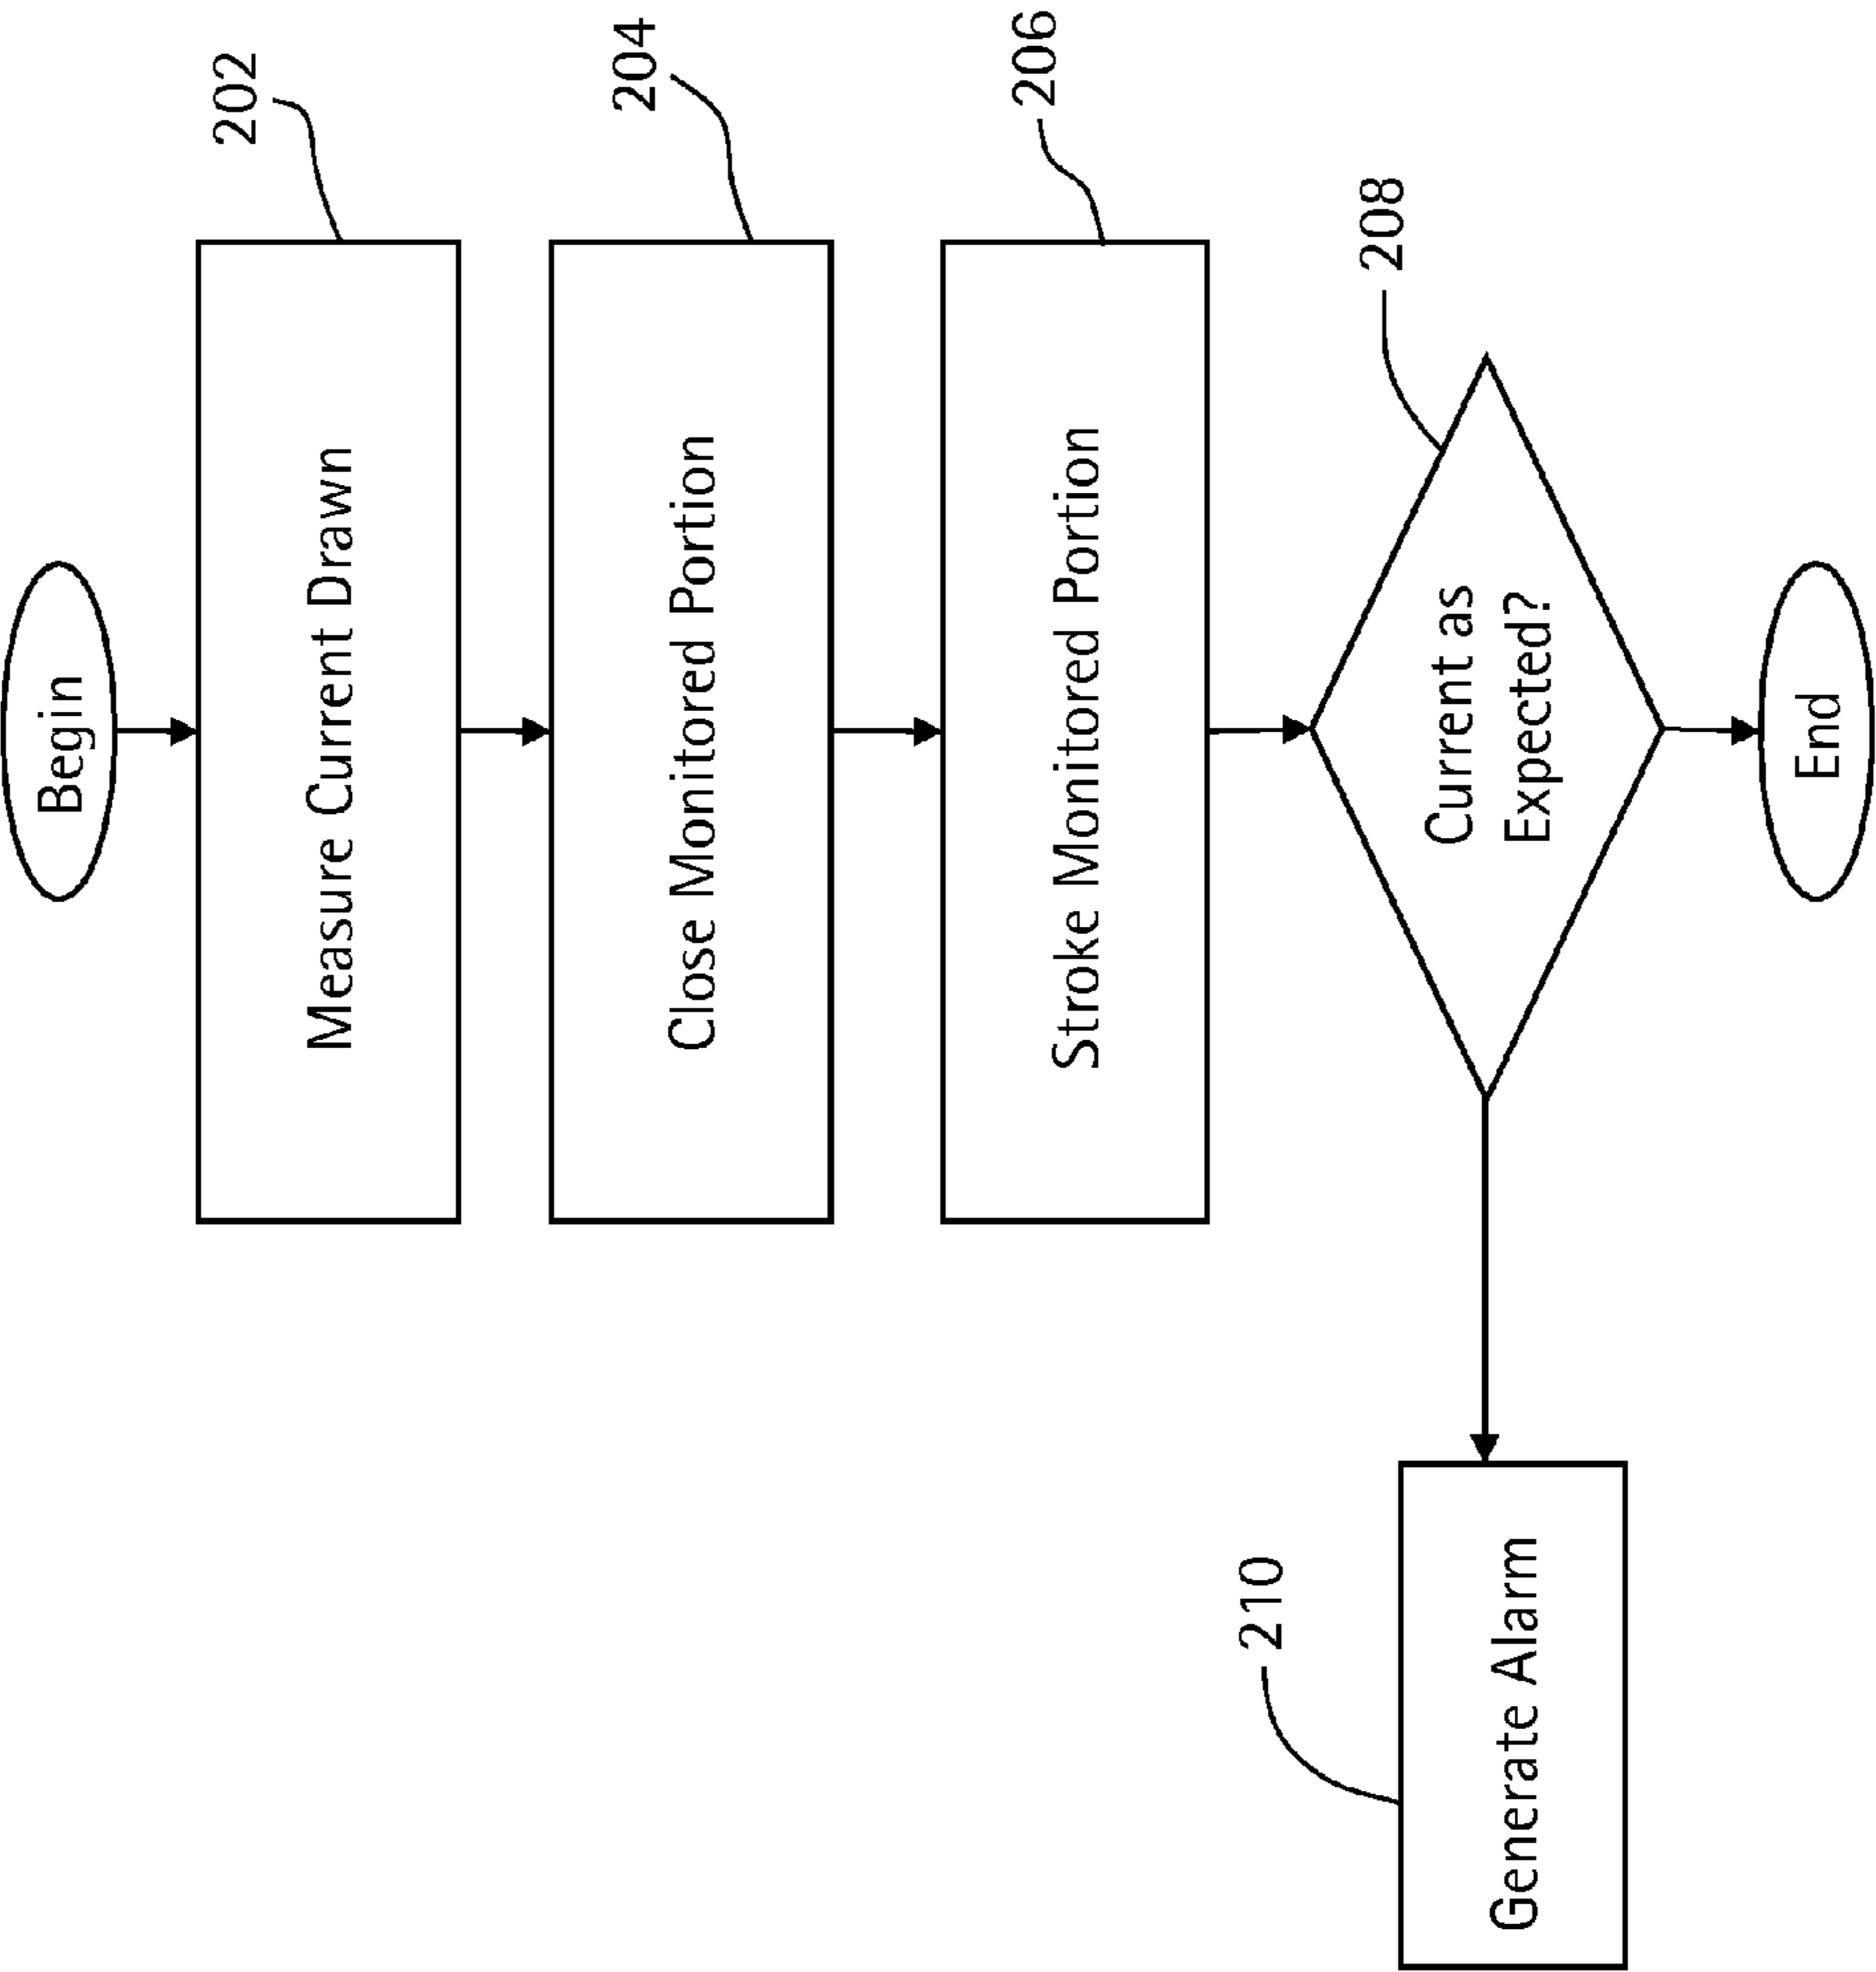 Begin
Measure Current Drawn
202
Close Monitored Portion
204
Stroke Monitored Portion
206
Current as
Expected?
208
Generate Alarm
210
End